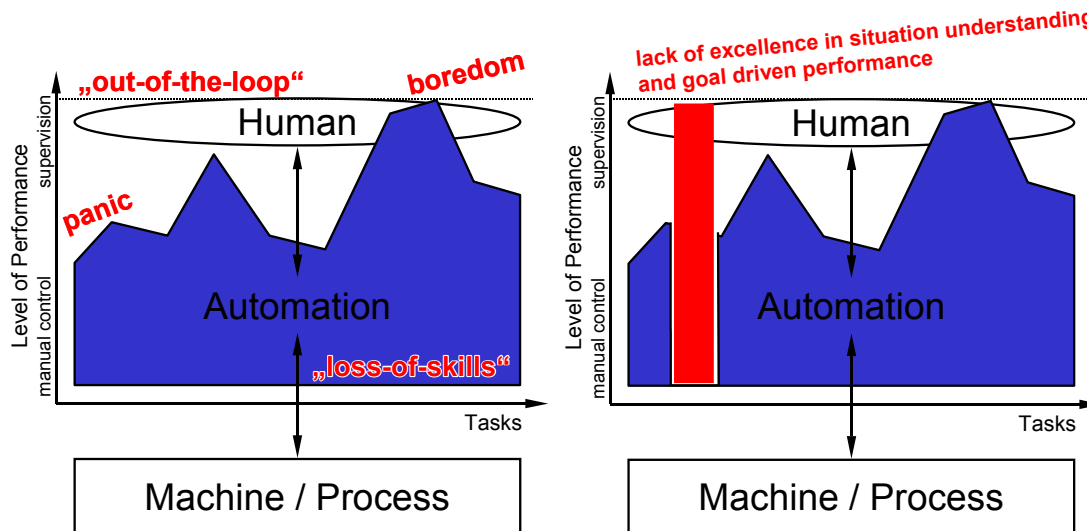 „out-of-the-loop“
boredom
Human
panic
Automation
„loss-of-skills“
Level of Performance
supervision
manual control
Tasks
Machine / Process
lack of excellence in situation understanding
and goal driven performance
Human
Automation
Level of Performance
supervision
manual control
Tasks
Machine / Process